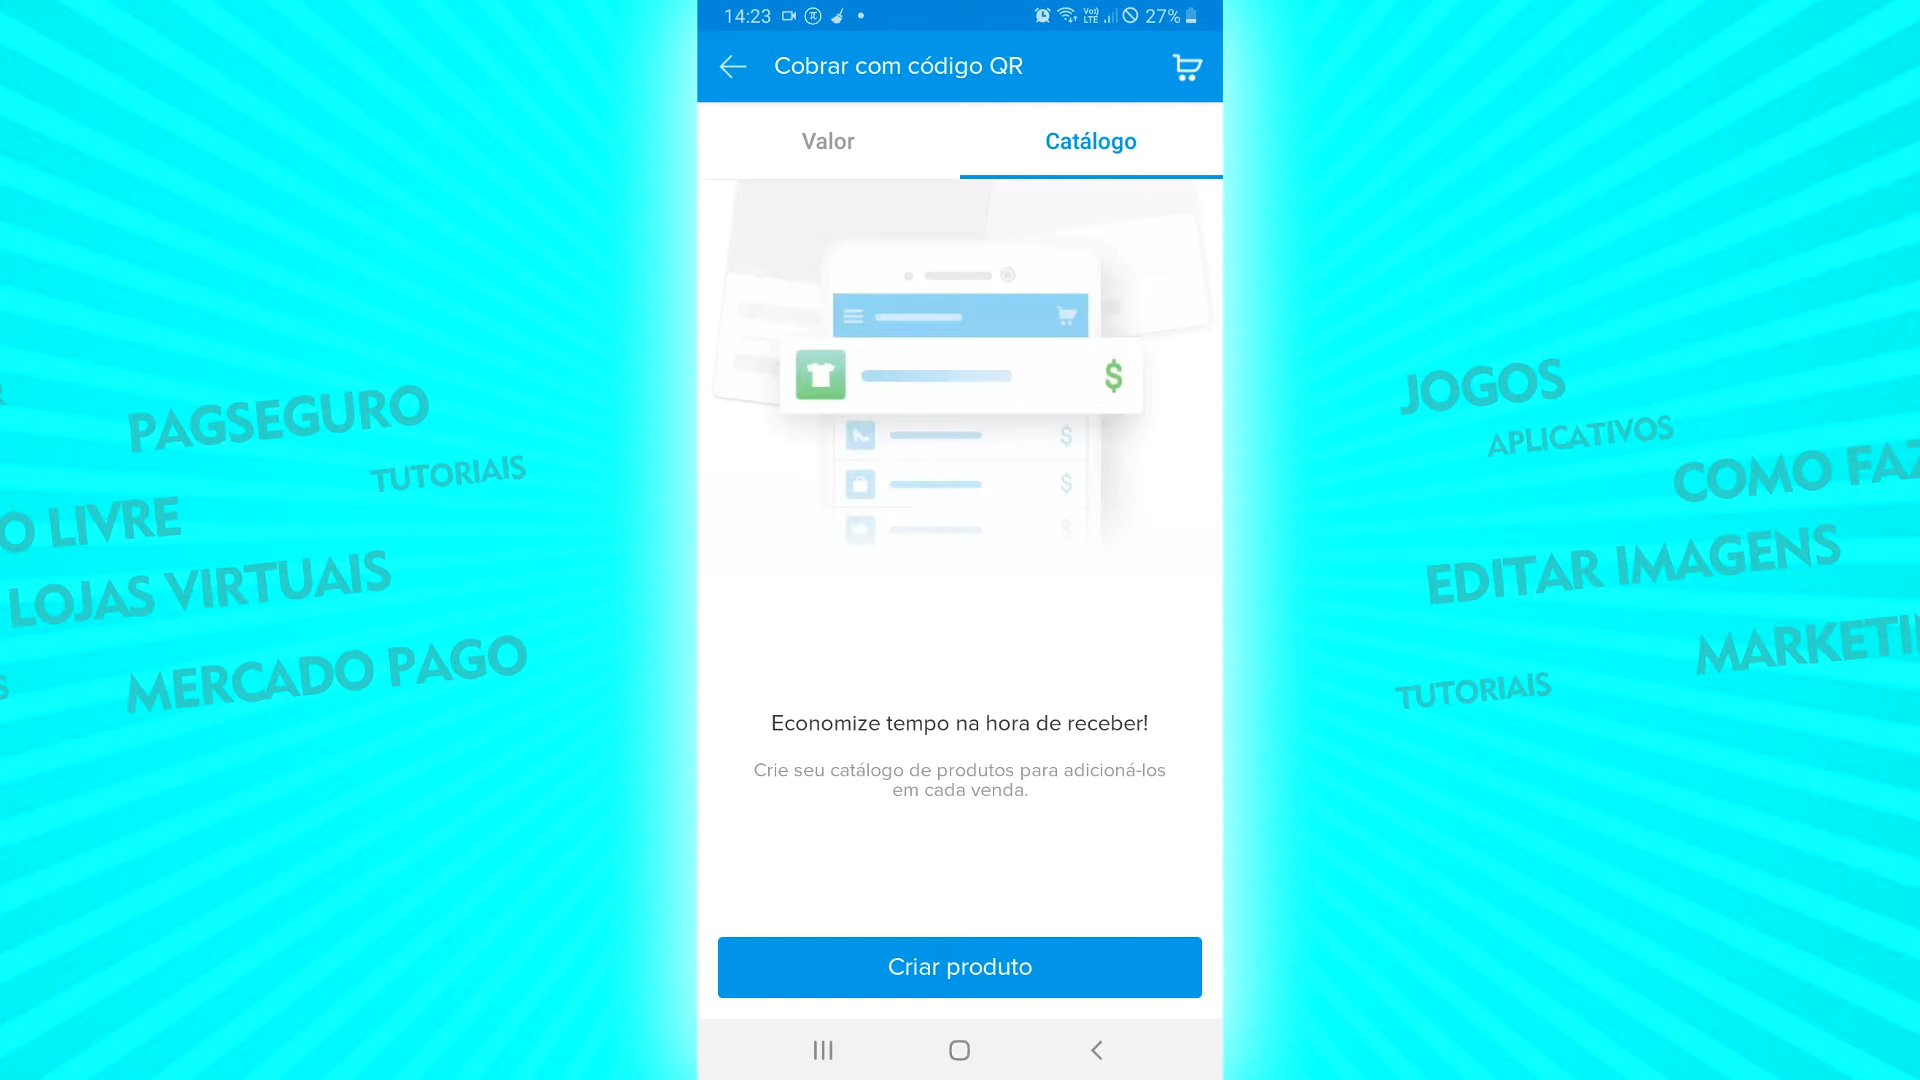 14:23
27%
Cobrar com código QR
Valor
Catálogo
$
$
$
$
Economize tempo na hora de receber!
Crie seu catálogo de produtos para adicioná-los
em cada venda.
Criar produto
PAGSEGURO
TUTORIAIS
O LIVRE
LOJAS VIRTUAIS
MERCADO PAGO
JOGOS
APLICATIVOS
COMO FAZ
EDITAR IMAGENS
MARKETI
TUTORIAIS